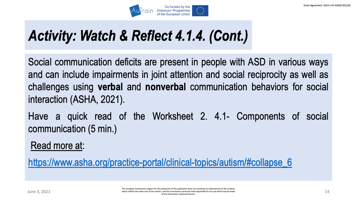 Co-funded by the
Erasmus+ Programme
of the European Union
Activity: Watch & Reflect 4.1.4. (Cont.)
Social communication deficits are present in people with ASD in various ways
and can include impairments in joint attention and social reciprocity as well as
challenges using verbal and nonverbal communication behaviors for social
interaction (ASHA, 2021).
Have a quick read of the Worksheet 2. 4.1- Components of social
communication (5 min.)
Read more at:
https://www.asha.org/practice-portal/clinical-topics/autism/#collapse_6
June 3, 2021
14